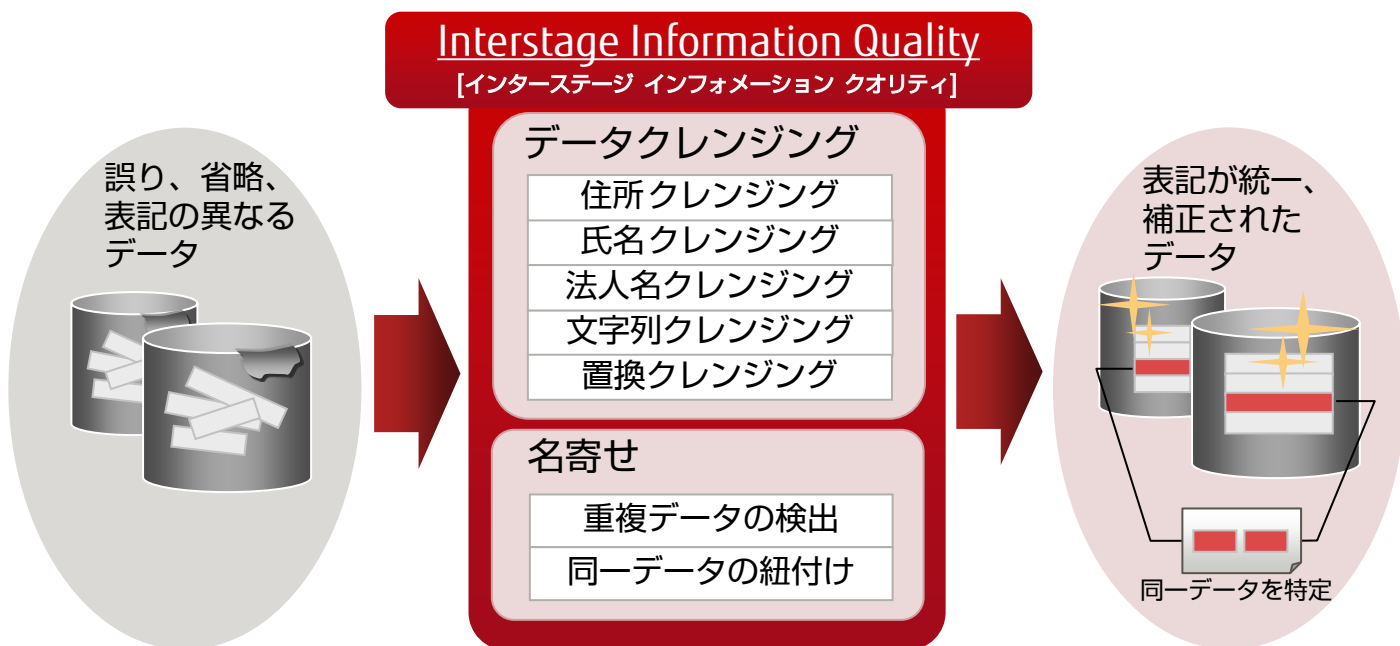 Interstage Information Quality
[インターステージ インフォメーション クオリティ]
誤り、省略、
表記の異なる
データ
データクレンジング
住所クレンジング
氏名クレンジング
法人名クレンジング
文字列クレンジング
置換クレンジング
名寄せ
重複データの検出
同一データの紐付け
表記が統一、
補正された
データ
同一データを特定